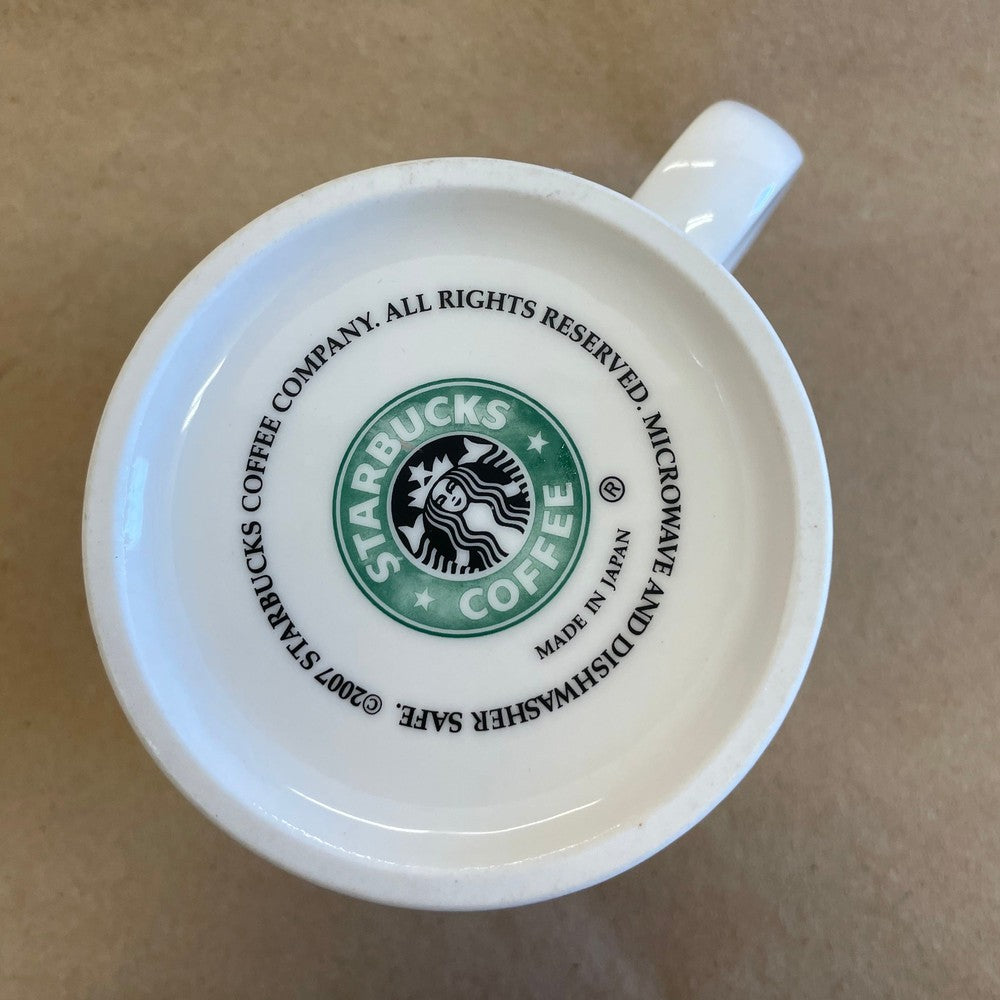 ©2007 STARBUCKS COFFEE COMPANY. ALL RIGHTS RESERVED. MICROWAVE AND DISHWASHER SAFE.
STARBUCKS
COFFEE
®
MADE IN JAPAN